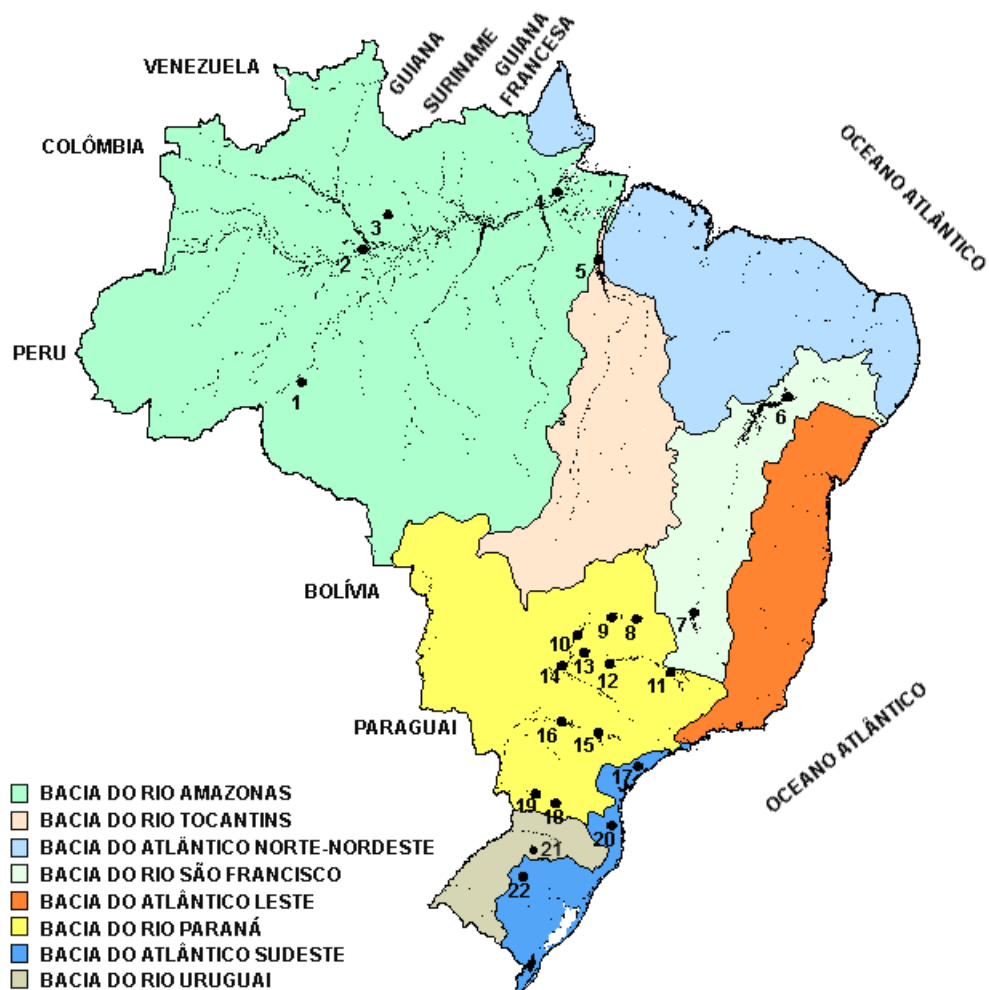 VENEZUELA
GUIANA
SURINAME
GUIANA
FRANCESA
COLÔMBIA
OCEANO ATLÂNTICO
4
3
2
5
PERU
1
6
BOLÍVIA
7
9
8
10
13
14
12
11
PARAGUAI
16
15
OCEANO ATLÂNTICO
17
19
18
20
21
22
BACIA DO RIO AMAZONAS
BACIA DO RIO TOCANTINS
BACIA DO ATLÂNTICO NORTE-NORDESTE
BACIA DO RIO SÃO FRANCISCO
BACIA DO ATLÂNTICO LESTE
BACIA DO RIO PARANÁ
BACIA DO ATLÂNTICO SUDESTE
BACIA DO RIO URUGUAI